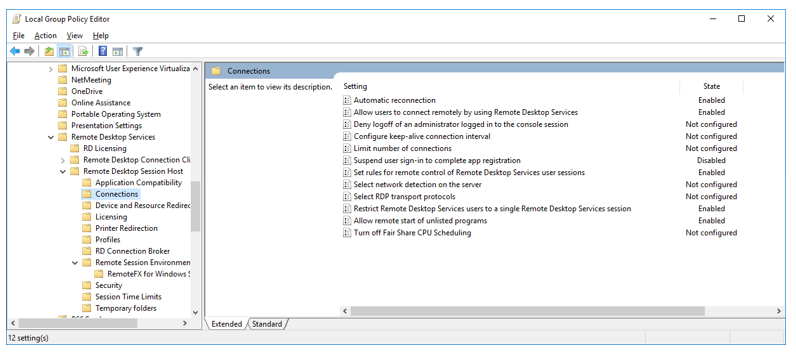 Local Group Policy Editor
File Action View Help
Microsoft User Experience Virtualiza
NetMeeting
OneDrive
Online Assistance
Portable Operating System
Presentation Settings
Remote Desktop Services
RD Licensing
Remote Desktop Connection Cli
Remote Desktop Session Host
Application Compatibility
Connections
Device and Resource Redirec
Licensing
Printer Redirection
Profiles
RD Connection Broker
Remote Session Environmen
RemoteFX for Windows S
Security
Session Time Limits
Temporary folders
Connections
Select an item to view its description.
Setting State
Automatic reconnection Enabled
Allow users to connect remotely by using Remote Desktop Services Enabled
Deny logoff of an administrator logged in to the console session Not configured
Configure keep-alive connection interval Not configured
Limit number of connections Not configured
Suspend user sign-in to complete app registration Disabled
Set rules for remote control of Remote Desktop Services user sessions Enabled
Select network detection on the server Not configured
Select RDP transport protocols Not configured
Restrict Remote Desktop Services users to a single Remote Desktop Services session Enabled
Allow remote start of unlisted programs Enabled
Turn off Fair Share CPU Scheduling Not configured
Extended Standard
12 setting(s)